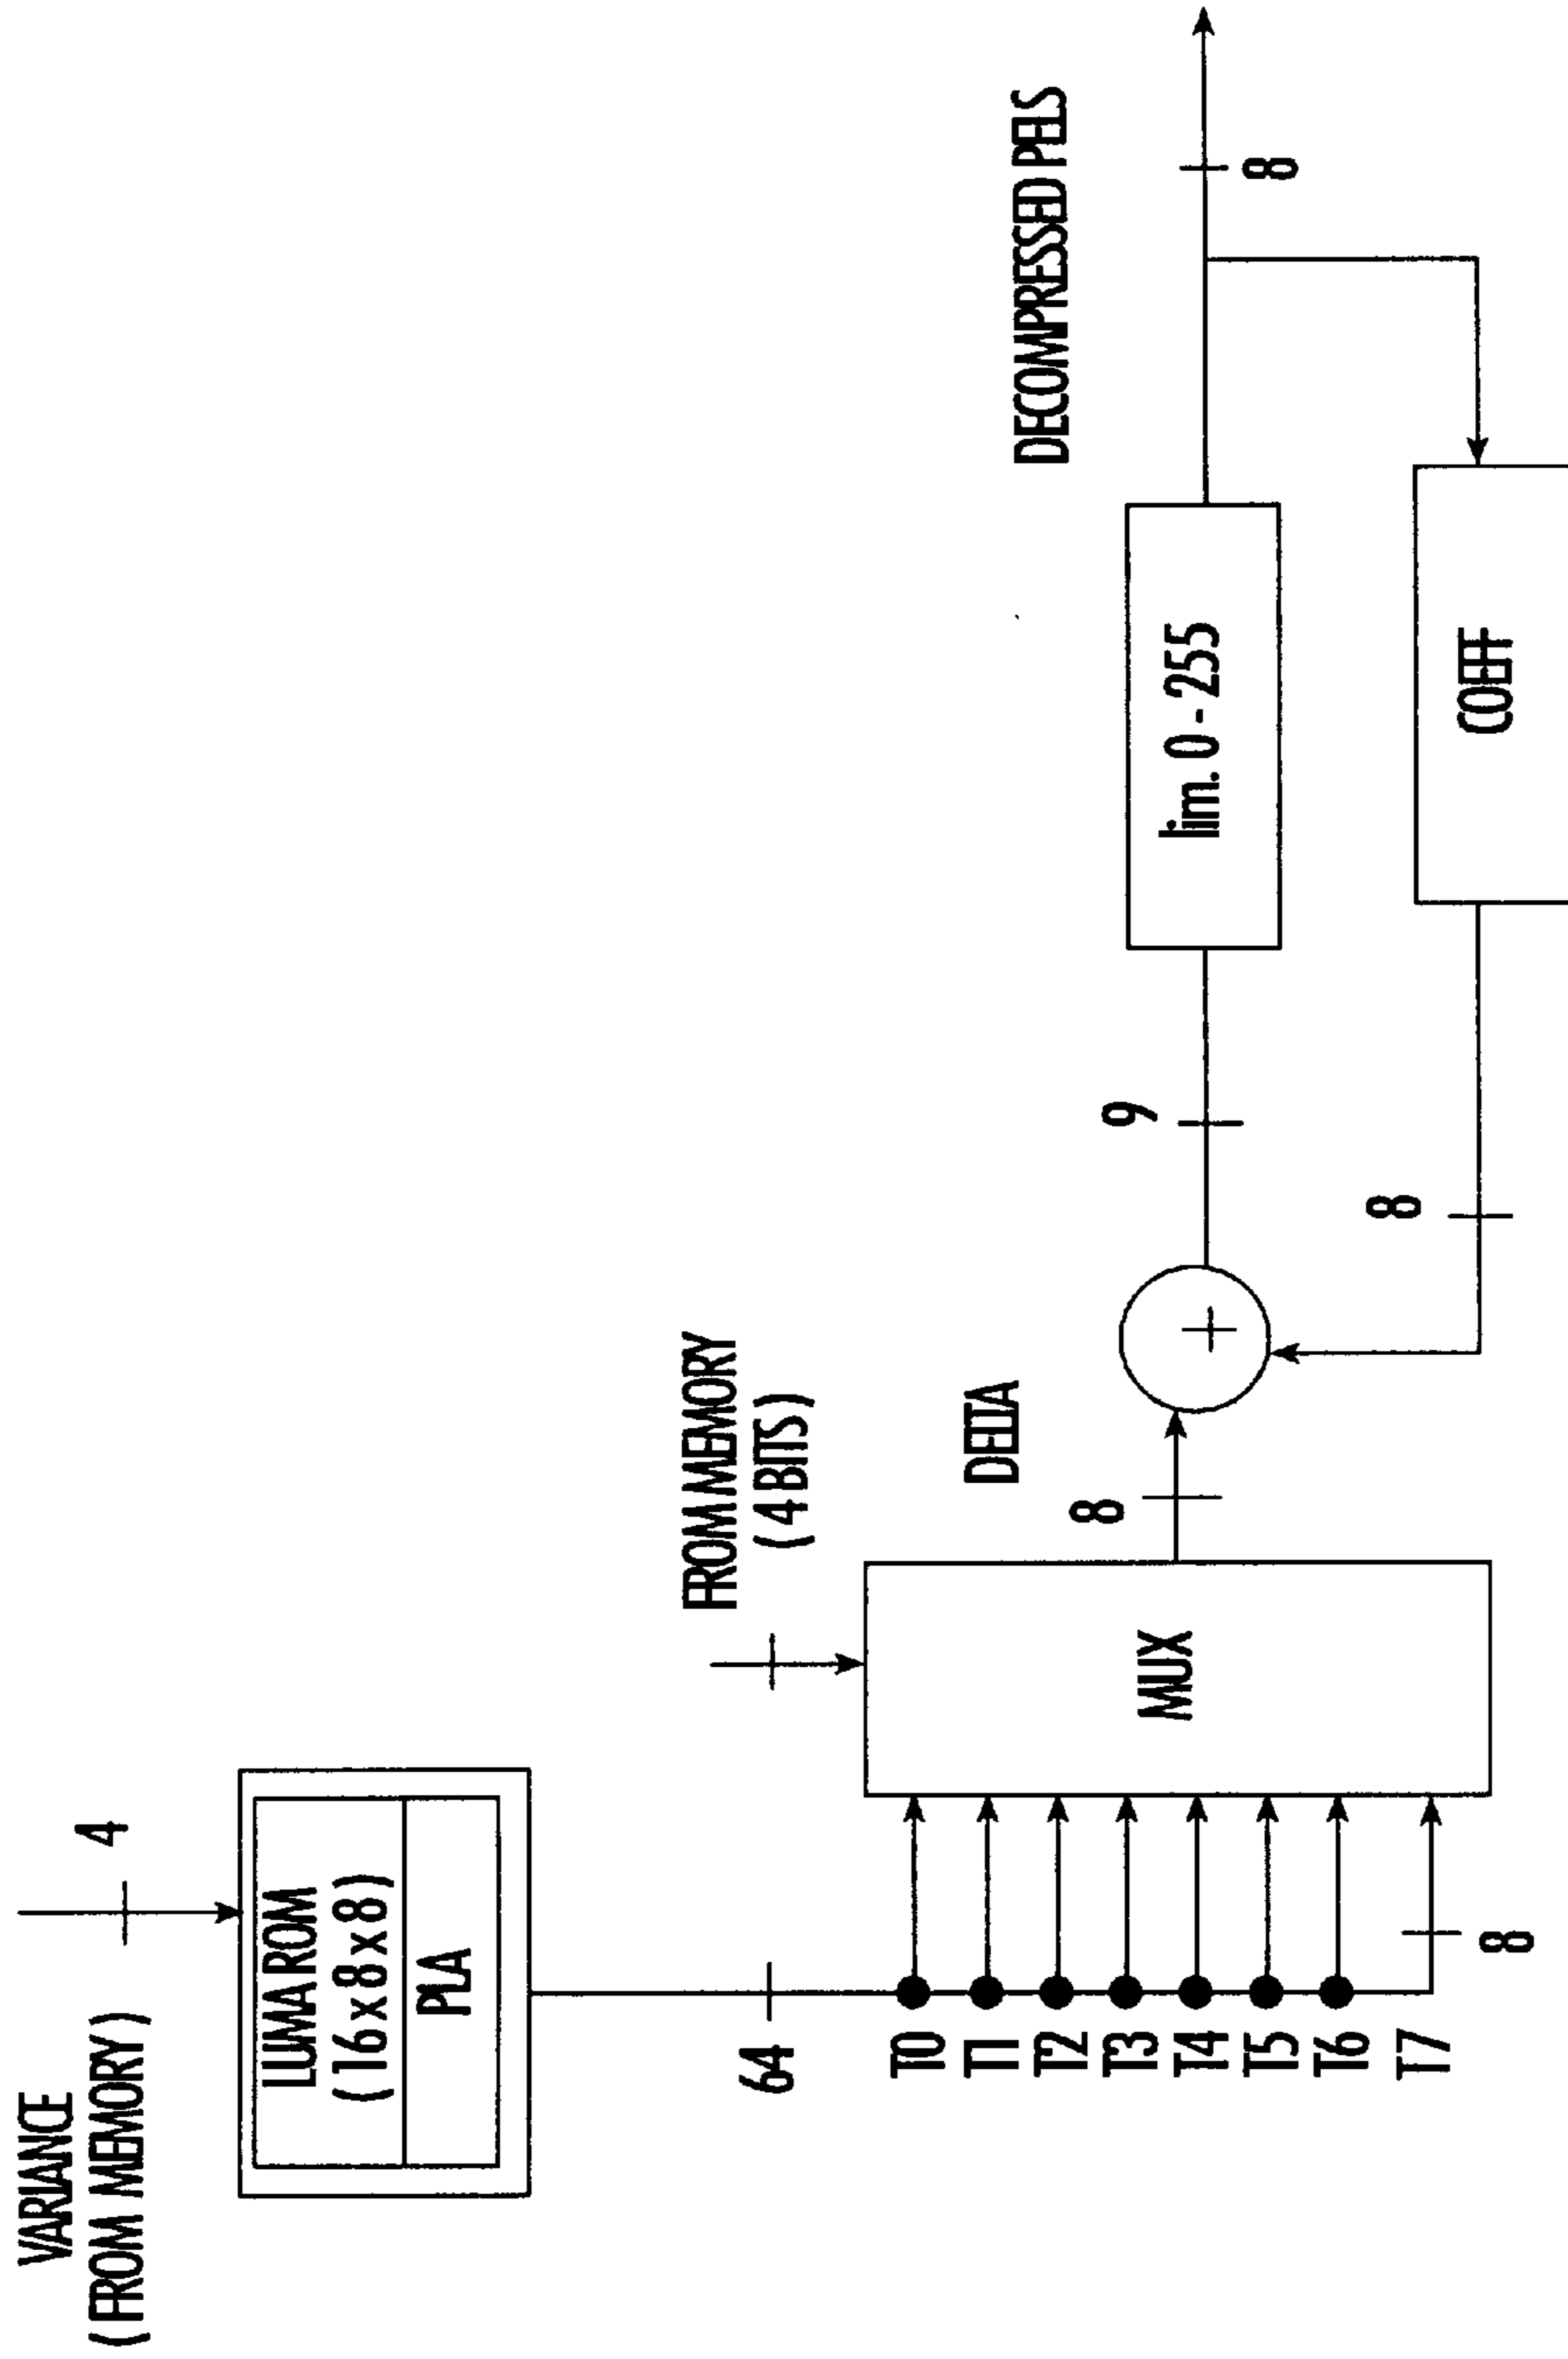 VARIANCE
(FROM MEMORY)
4
LUMA ROM
(16x8x8)
PLA
64
T0
T1
T2
T3
T4
T5
T6
T7
8
FROM MEMORY
(4 BITS)
MUX
8
DELTA
+
9
8
lim. 0 - 255
COEFF
DECOMPRESSED PELS
8